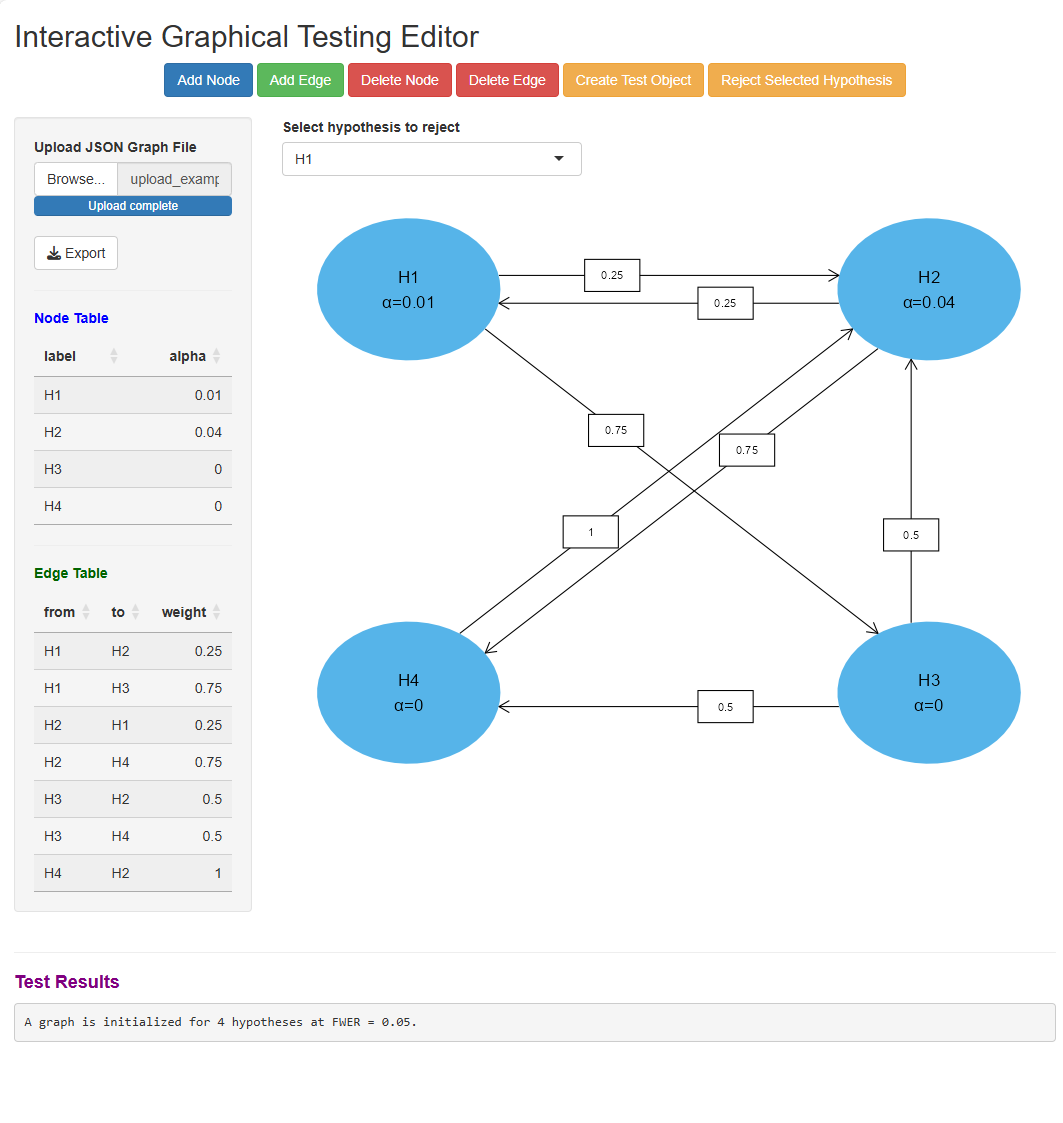 Interactive Graphical Testing Editor
Add Node Add Edge Delete Node Delete Edge Create Test Object Reject Selected Hypothesis
Upload JSON Graph File
Browse... upload_examp
Upload complete
Export
Node Table
label alpha
H1 0.01
H2 0.04
H3 0
H4 0
Edge Table
from to weight
H1 H2 0.25
H1 H3 0.75
H2 H1 0.25
H2 H4 0.75
H3 H2 0.5
H3 H4 0.5
H4 H2 1
Select hypothesis to reject
H1
H1
α=0.01
0.25
0.25
H2
α=0.04
0.75
0.75
1
0.5
H4
α=0
0.5
H3
α=0
Test Results
A graph is initialized for 4 hypotheses at FWER = 0.05.